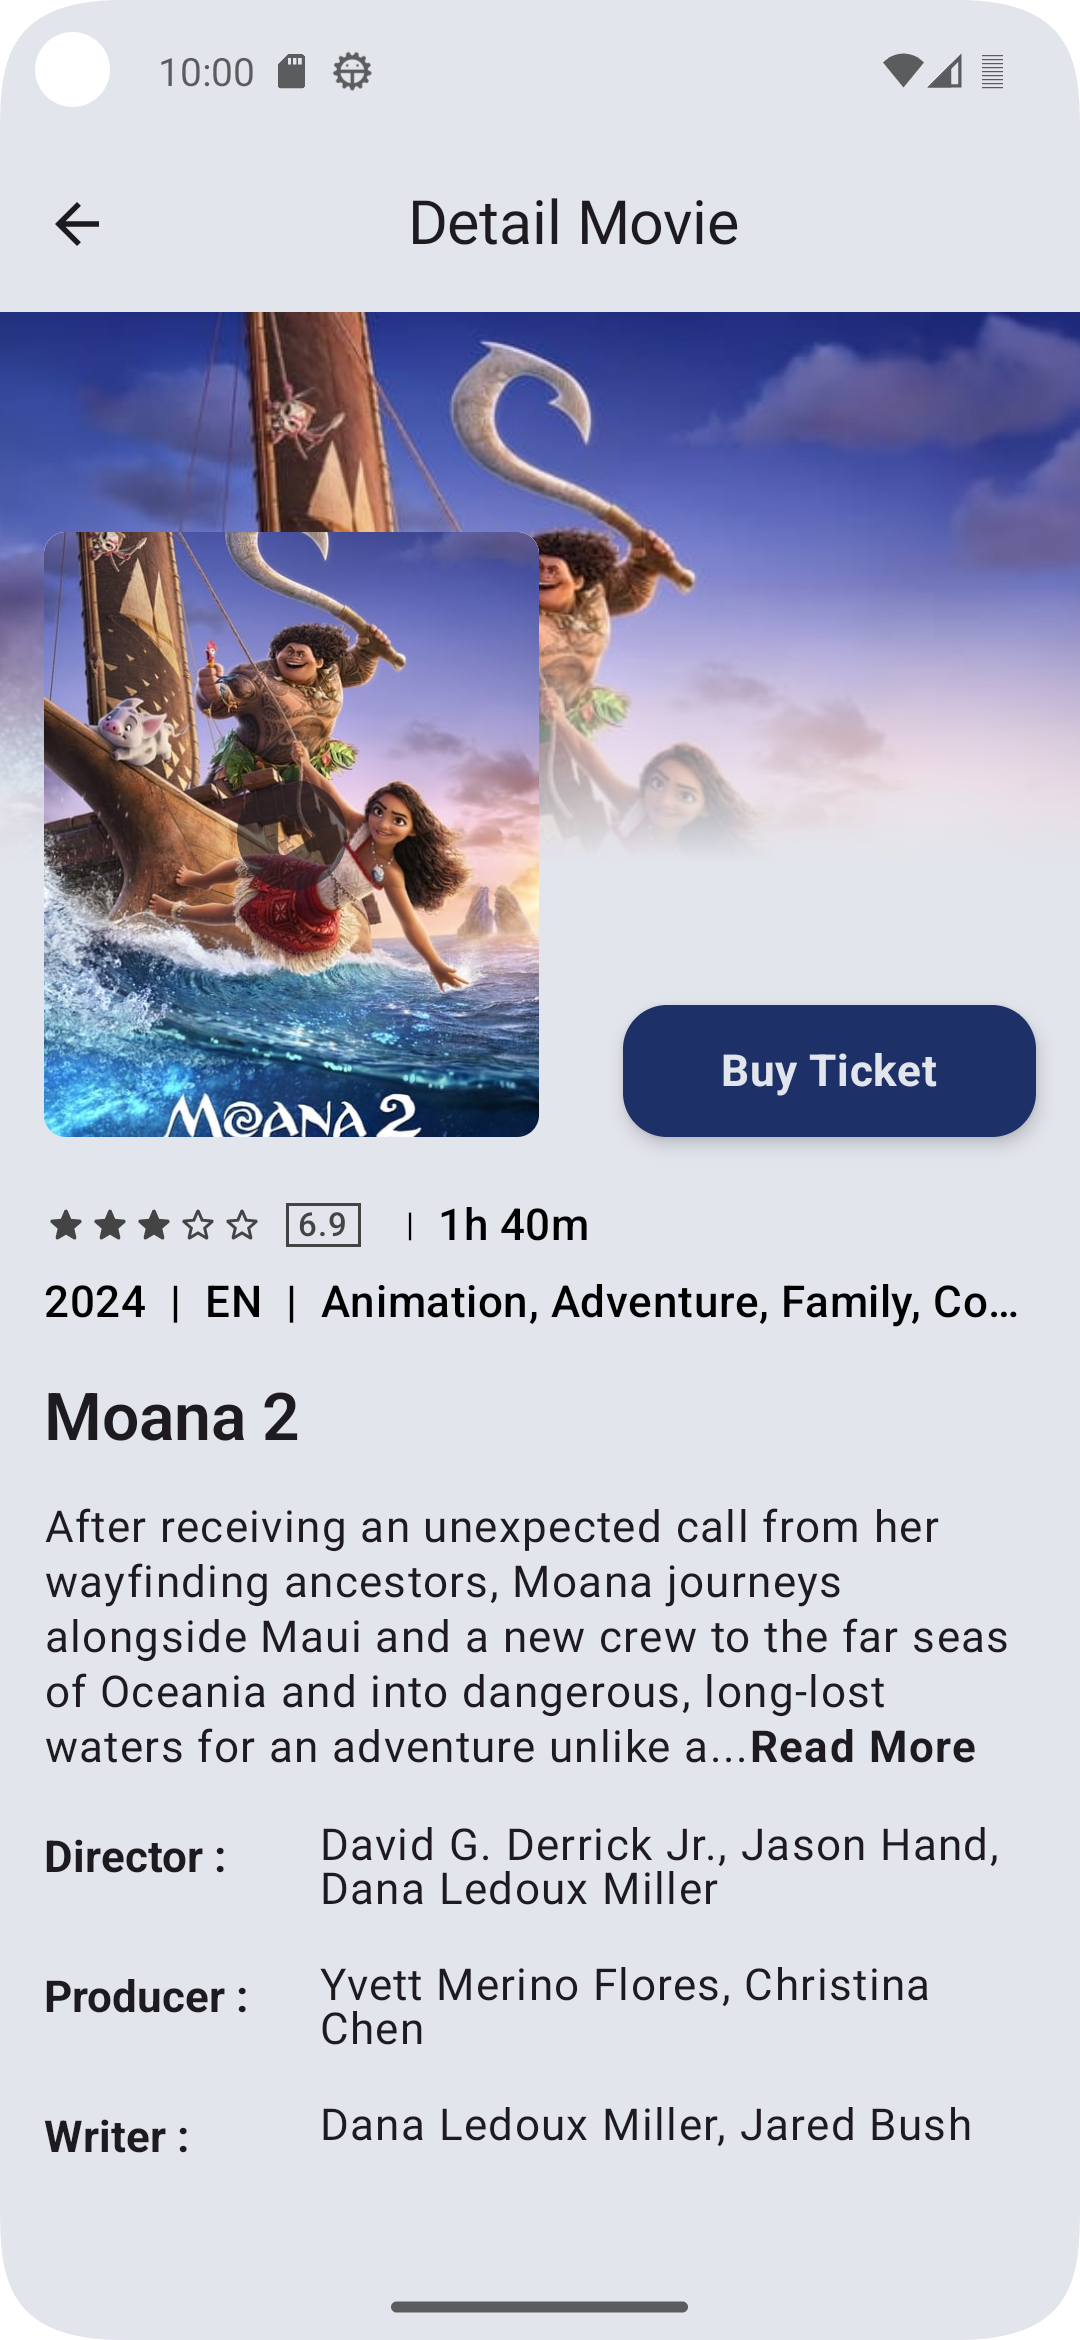 10:00
Detail Movie
MOANA 2
Buy Ticket
6.9 | 1h 40m
2024 | EN | Animation, Adventure, Family, Co...
Moana 2
After receiving an unexpected call from her
wayfinding ancestors, Moana journeys
alongside Maui and a new crew to the far seas
of Oceania and into dangerous, long-lost
waters for an adventure unlike a...Read More
Director : David G. Derrick Jr., Jason Hand,
Dana Ledoux Miller
Producer : Yvett Merino Flores, Christina
Chen
Writer : Dana Ledoux Miller, Jared Bush